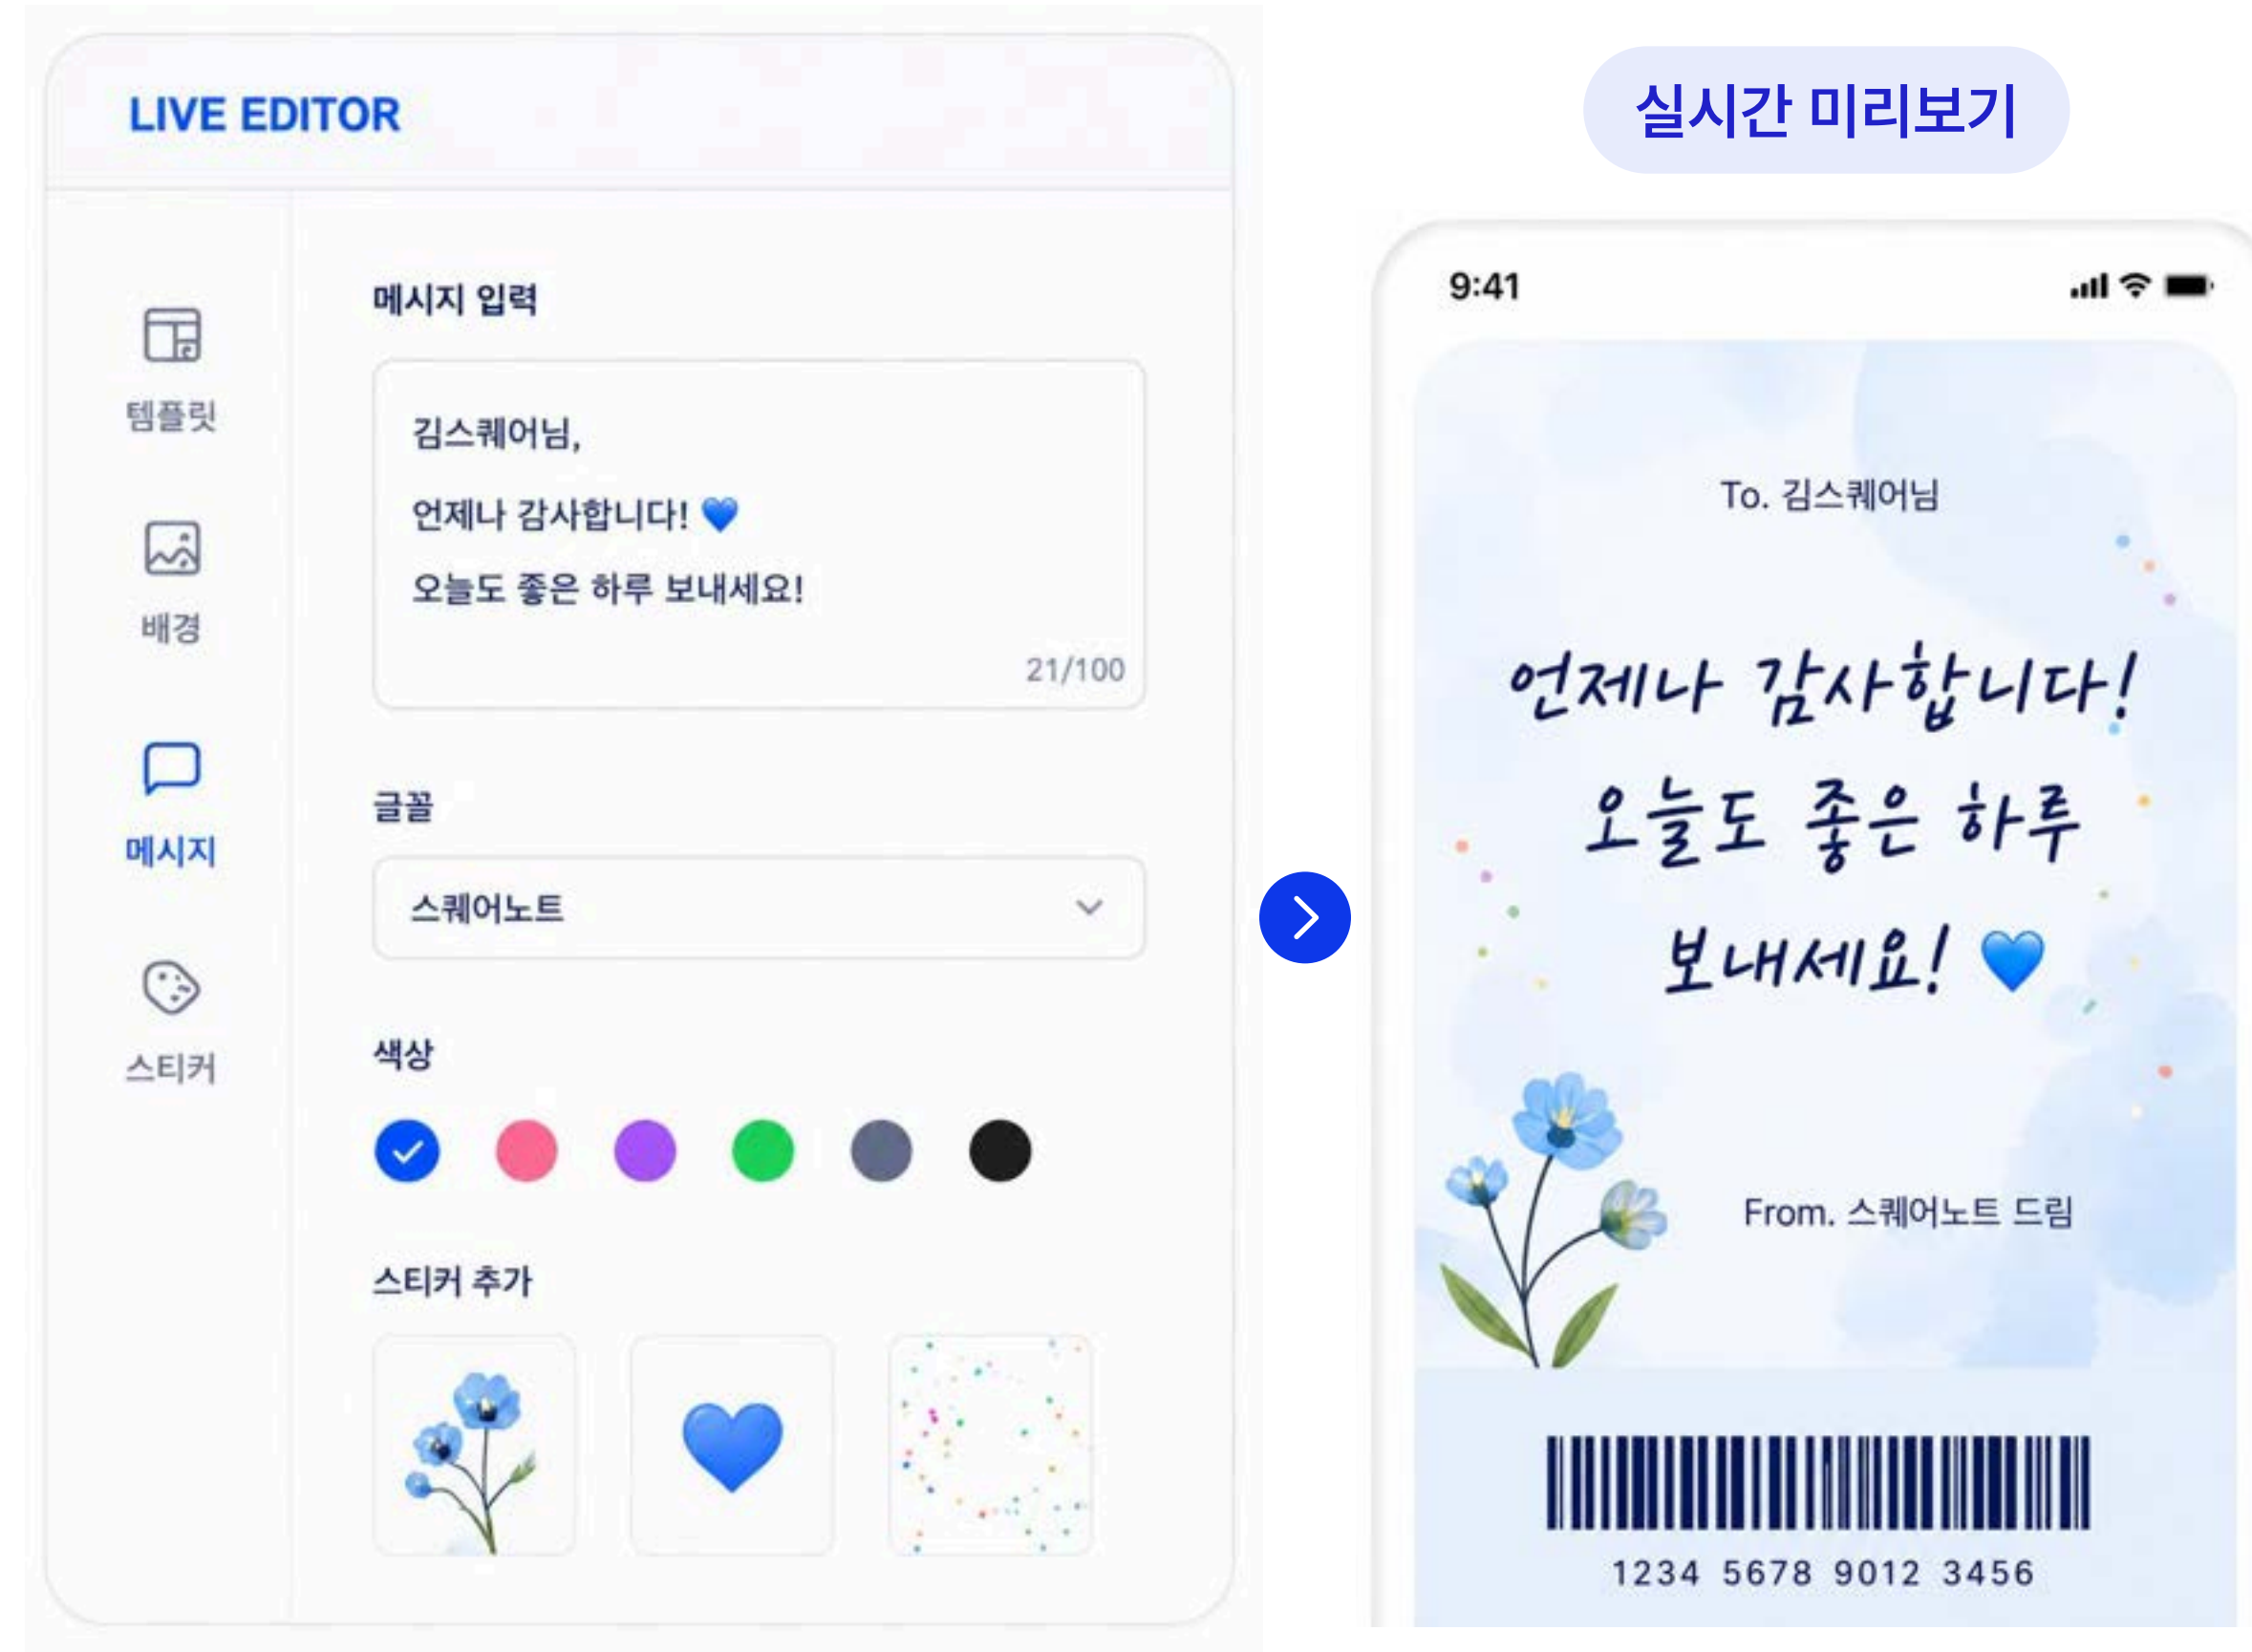 LIVE EDITOR
템플릿
배경
메시지
스티커
메시지 입력
김스퀘어님,
언제나 감사합니다! 💙
오늘도 좋은 하루 보내세요!
21/100
글꼴
스퀘어노트
색상
스티커 추가
실시간 미리보기
9:41
To. 김스퀘어님
언제나 감사합니다!
오늘도 좋은 하루
보내세요! 💙
From. 스퀘어노트 드림
1234 5678 9012 3456